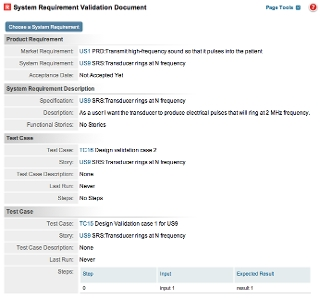 System Requirement Validation Document
Page Tools
Choose a System Requirement
Product Requirement
Market Requirement: US1 PRD:Transmit high-frequency sound so that it pulses into the patient
System Requirement: US9 SRS:Transducer rings at N frequency
Acceptance Date: Not Accepted Yet
System Requirement Description
Specification: US9 SRS:Transducer rings at N frequency
Description: As a user I want the transducer to produce electrical pulses that will ring at 2 MHz frequency.
Functional Stories: No Stories
Test Case
Test Case: TC16 Design validation case 2
Story: US9 SRS:Transducer rings at N frequency
Test Case Description: None
Last Run: Never
Steps: No Steps
Test Case
Test Case: TC15 Design Validation case 1 for US9
Story: US9 SRS:Transducer rings at N frequency
Test Case Description: None
Last Run: Never
Steps: Step Input Expected Result
0 input 1 result 1